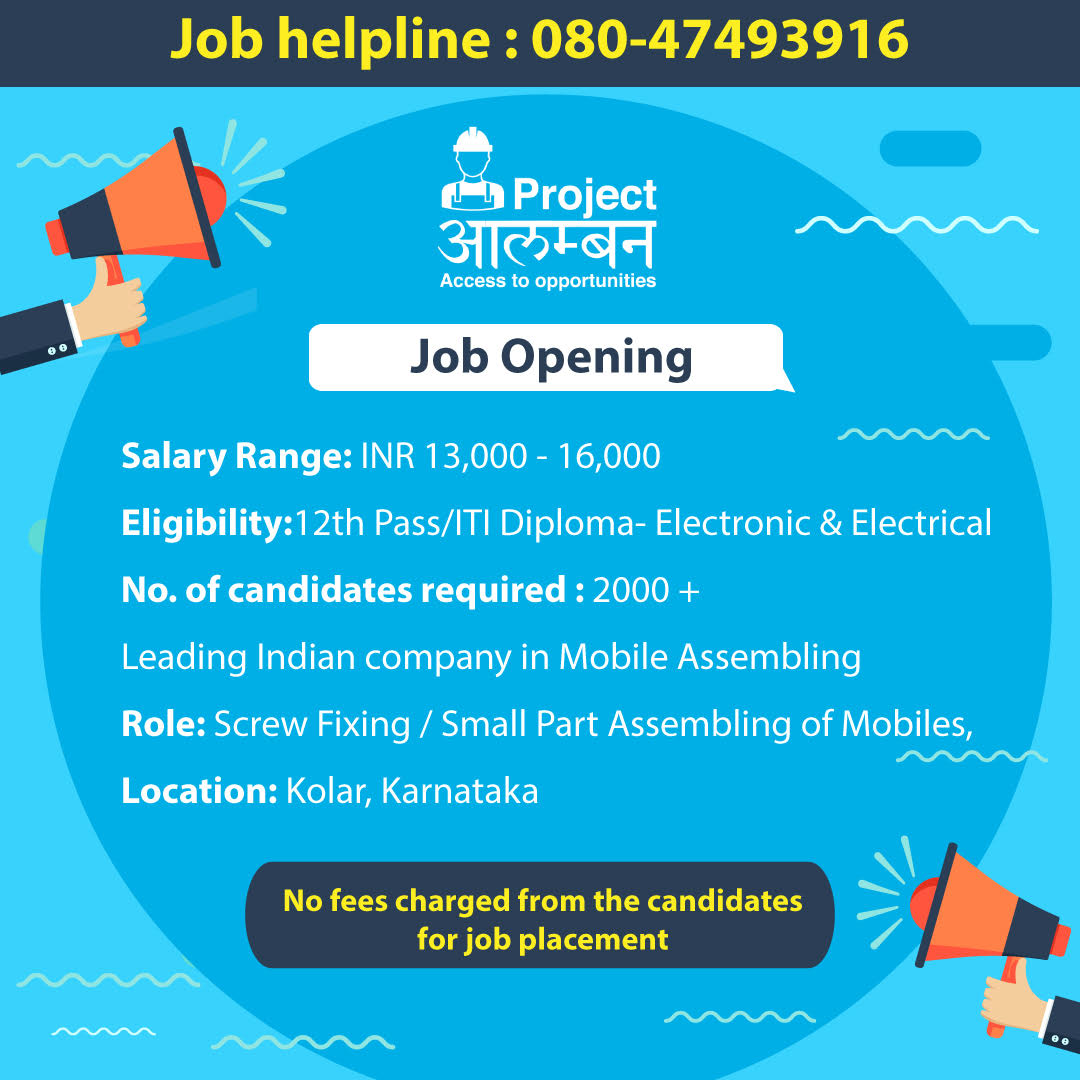 Job helpline : 080-47493916
Project
आलम्बन
Access to opportunities
Job Opening
Salary Range: INR 13,000 - 16,000
Eligibility:12th Pass/ITI Diploma- Electronic & Electrical
No. of candidates required : 2000 +
Leading Indian company in Mobile Assembling
Role: Screw Fixing / Small Part Assembling of Mobiles,
Location: Kolar, Karnataka
No fees charged from the candidates
for job placement